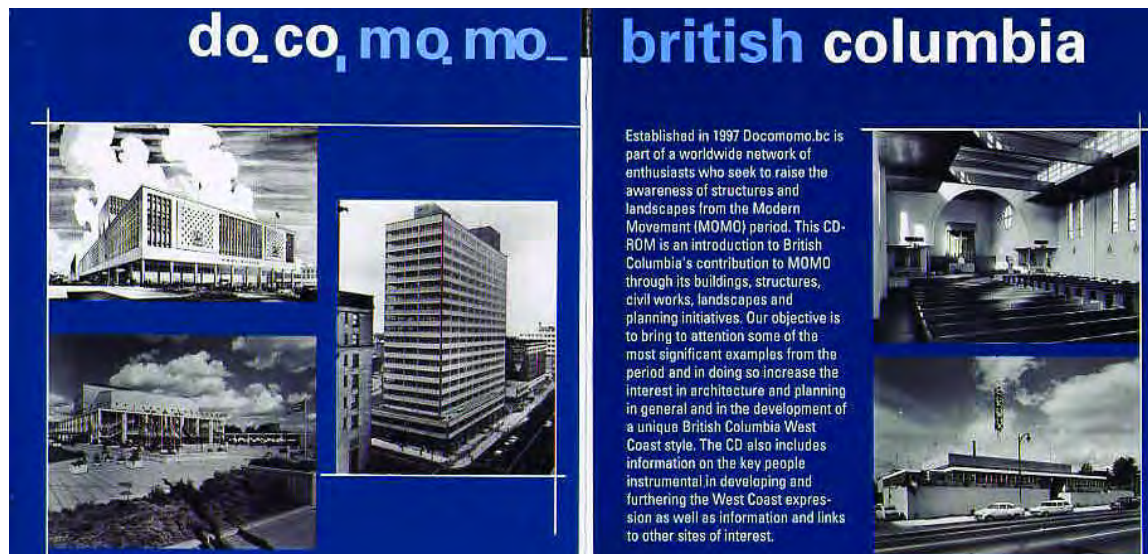 do_co, mo. mo_
british columbia
Established in 1997 Docomomo.bc is
part of a worldwide network of
enthusiasts who seek to raise the
awareness of structures and
landscapes from the Modern
Movement (MOMO) period. This CD-
ROM is an introduction to British
Columbia's contribution to MOMO
through its buildings, structures,
civil works, landscapes and
planning initiatives. Our objective is
to bring to attention some of the
most significant examples from the
period and in doing so increase the
interest in architecture and planning
in general and in the development of
a unique British Columbia West
Coast style. The CD also includes
information on the key people
instrumental in developing and
furthering the West Coast expres-
sion as well as information and links
to other sites of interest.